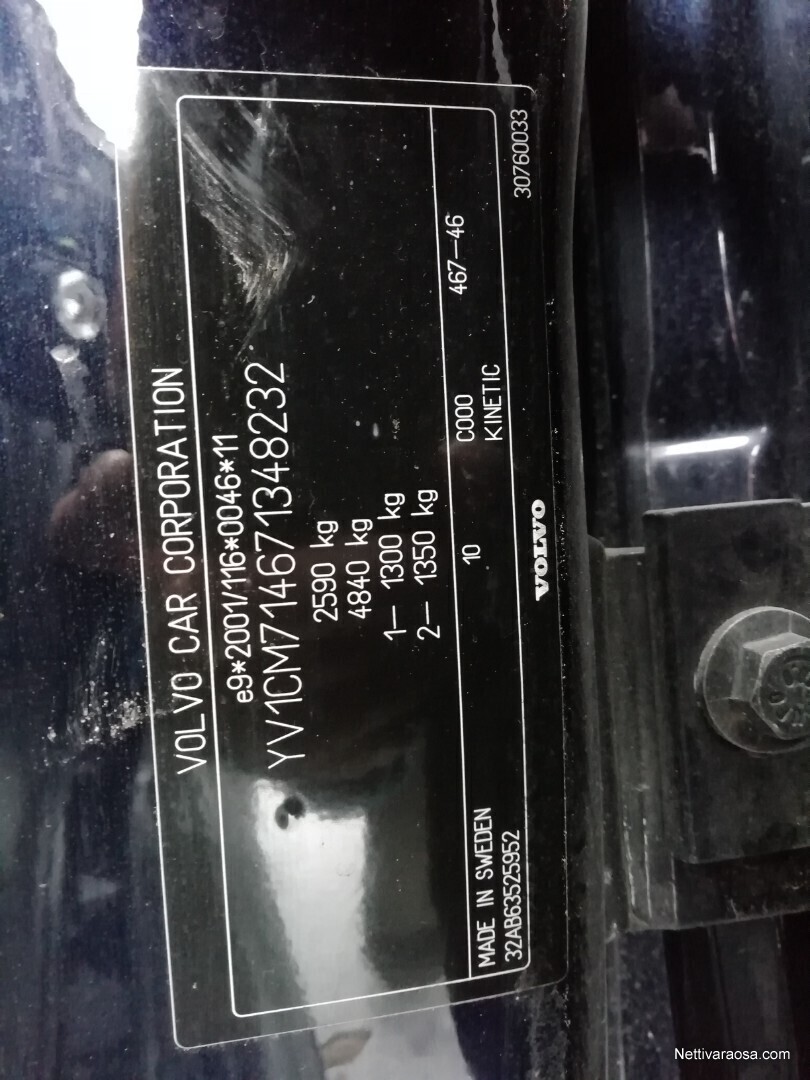 VOLVO CAR CORPORATION
e9*2001/116*0046*11
YV1CM714671348232
2590 kg
4840 kg
1– 1300 kg
2– 1350 kg
10 C000 467–46
KINETIC
MADE IN SWEDEN
32AB63525952
VOLVO
30760033
Nettivaraosa.com